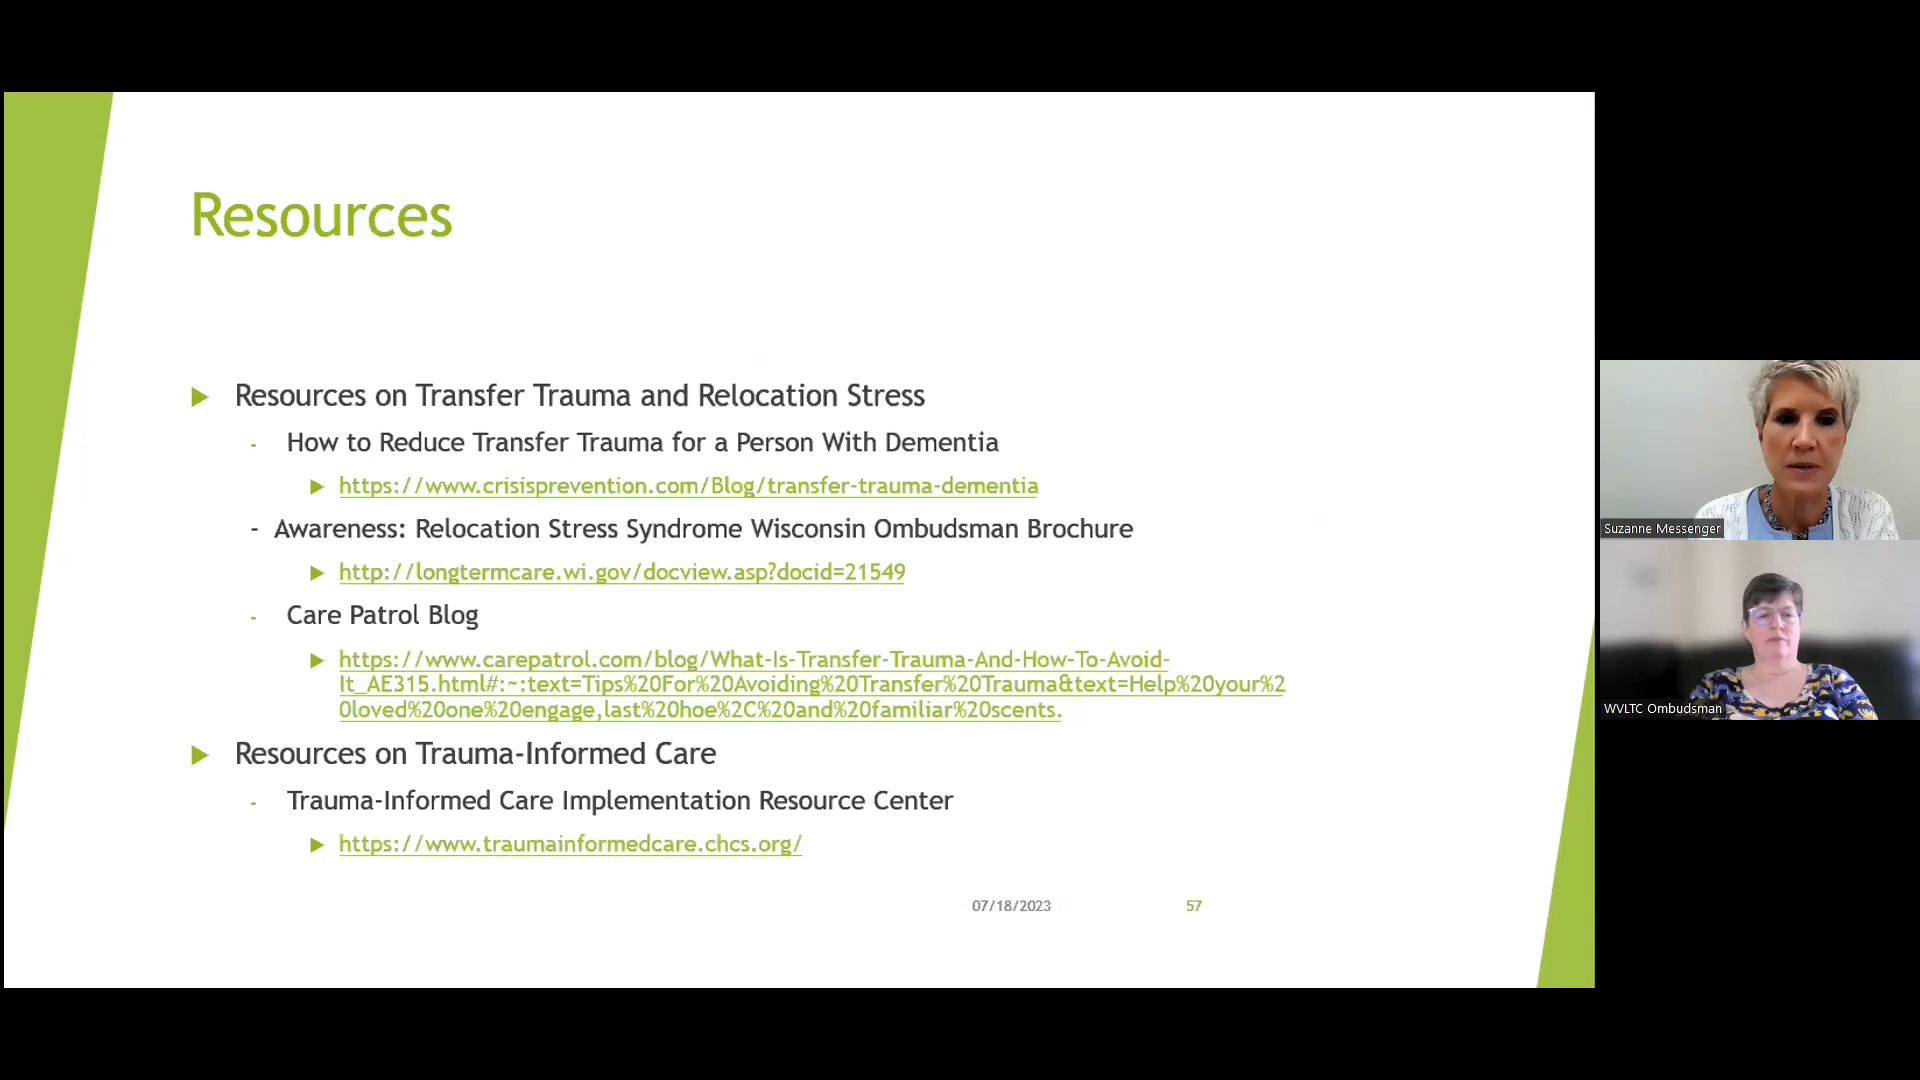 Resources
Resources on Transfer Trauma and Relocation Stress
- How to Reduce Transfer Trauma for a Person With Dementia
https://www.crisisprevention.com/Blog/transfer-trauma-dementia
- Awareness: Relocation Stress Syndrome Wisconsin Ombudsman Brochure
http://longtermcare.wi.gov/docview.asp?docid=21549
- Care Patrol Blog
https://www.carepatrol.com/blog/What-Is-Transfer-Trauma-And-How-To-Avoid-
It_AE315.html#:~:text=Tips%20For%20Avoiding%20Transfer%20Trauma&text=Help%20your%2
0loved%20one%20engage,last%20hoe%2C%20and%20familiar%20scents.
Resources on Trauma-Informed Care
- Trauma-Informed Care Implementation Resource Center
https://www.traumainformedcare.chcs.org/
07/18/2023 57
Suzanne Messenger
WVLTC Ombudsman